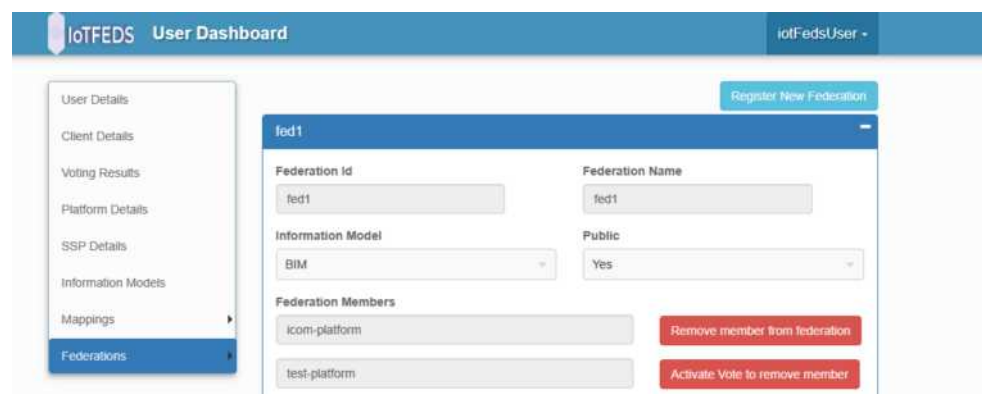 IoTFEDS User Dashboard iotFedsUser
User Details
Client Details
Voting Results
Platform Details
SSP Details
Information Models
Mappings
Federations
Register New Federation
fed1
Federation Id Federation Name
fed1 fed1
Information Model Public
BIM Yes
Federation Members
icom-platform Remove member from federation
test-platform Activate Vote to remove member